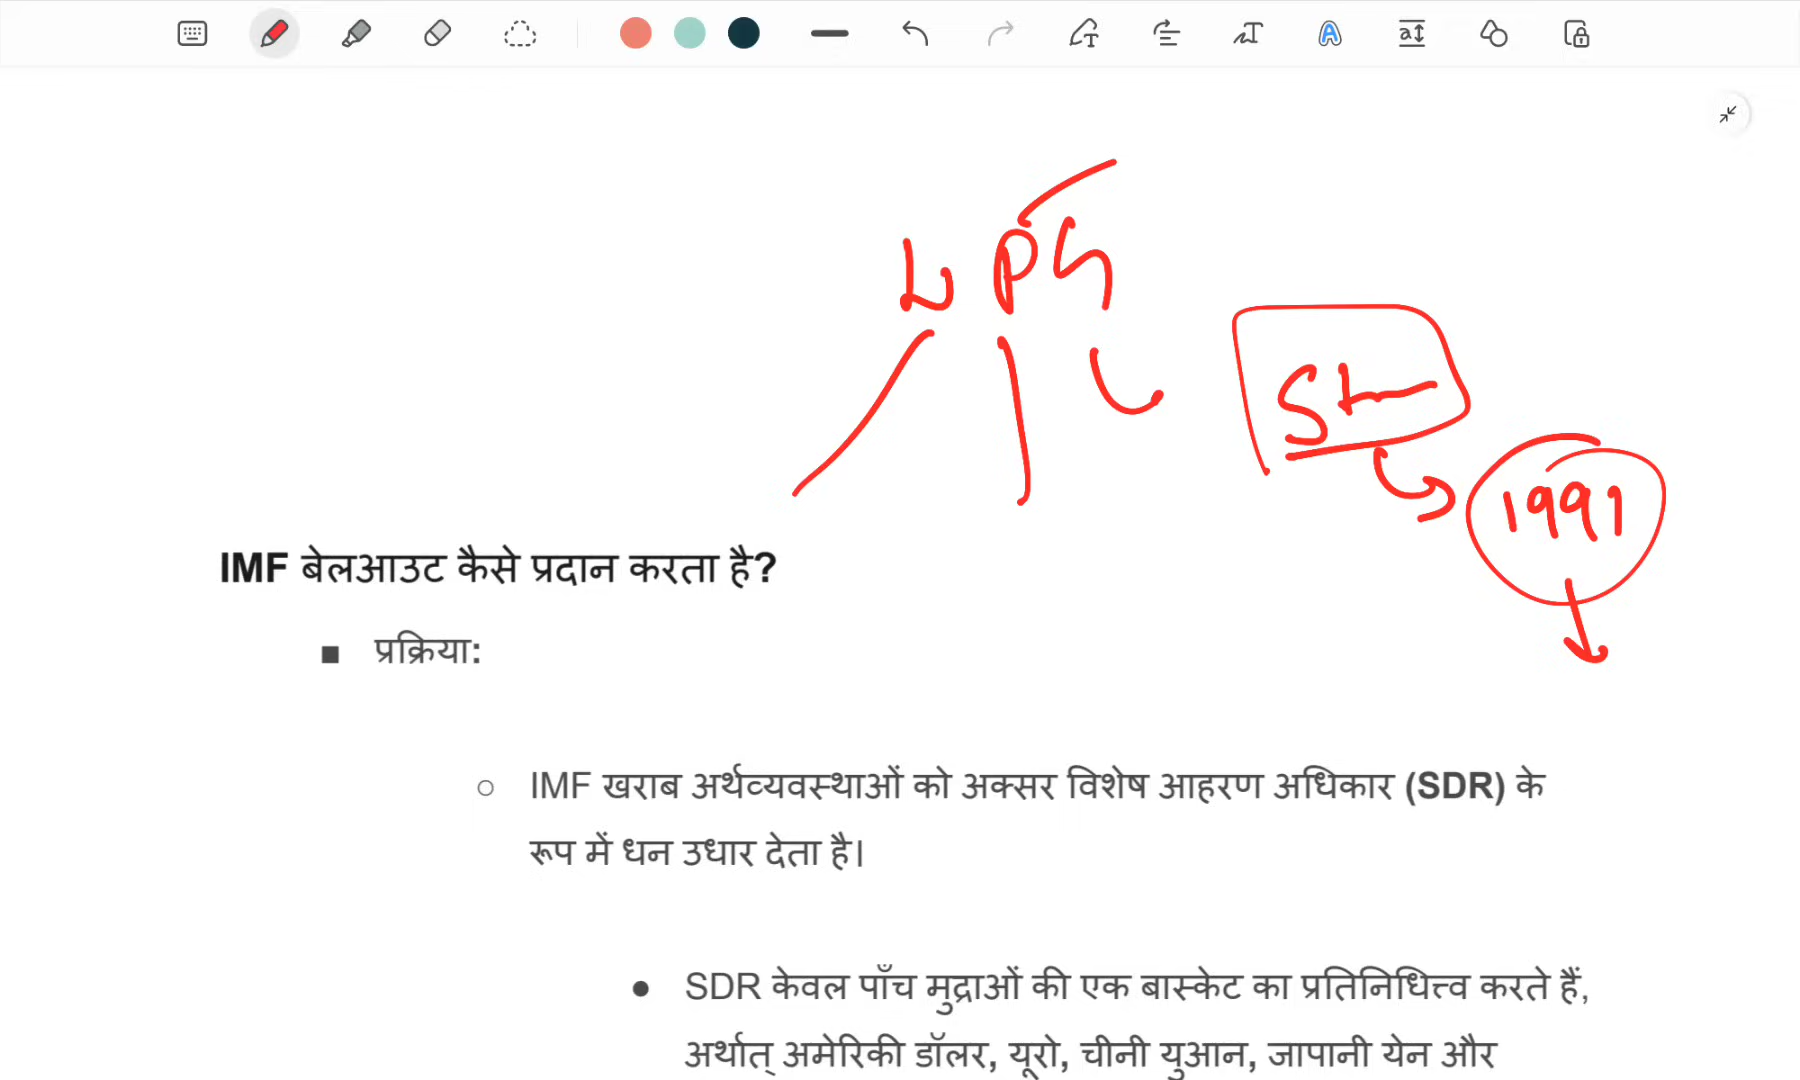 LPG
1991
IMF बेलआउट कैसे प्रदान करता है?
■ प्रक्रिया:
○ IMF खराब अर्थव्यवस्थाओं को अक्सर विशेष आहरण अधिकार (SDR) के
रूप में धन उधार देता है।
● SDR केवल पाँच मुद्राओं की एक बास्केट का प्रतिनिधित्त्व करते हैं,
अर्थात् अमेरिकी डॉलर, यूरो, चीनी युआन, जापानी येन और